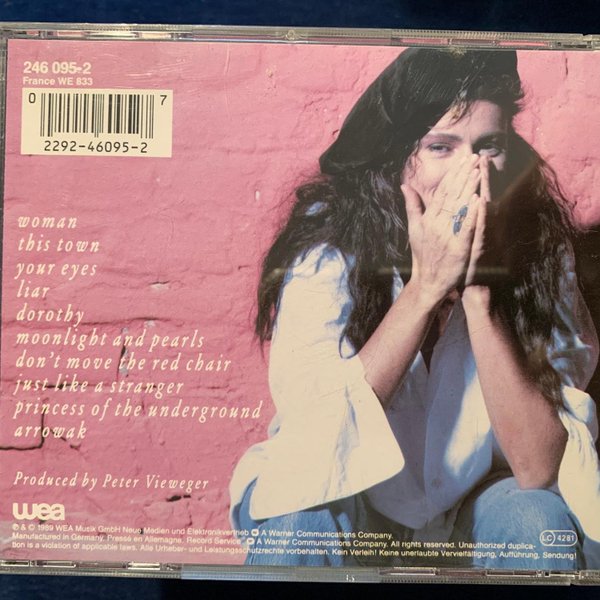 246 095-2
France WE 833
0 7
2292-46095-2
woman
this town
your eyes
liar
dorothy
moonlight and pearls
don't move the red chair
just like a stranger
princess of the underground
arrowak
Produced by Peter Vieweger
wea
℗ & © 1989 WEA Musik GmbH Neue Medien und Elektronikvertrieb A Warner Communications Company.
Manufactured in Germany. Pressé en Allemagne. Record Service A Warner Communications Company. All rights reserved. Unauthorized duplica-
tion is a violation of applicable laws. Alle Urheber- und Leistungsschutzrechte vorbehalten. Kein Verleih! Keine unerlaubte Vervielfältigung, Aufführung, Sendung!
LC 4281